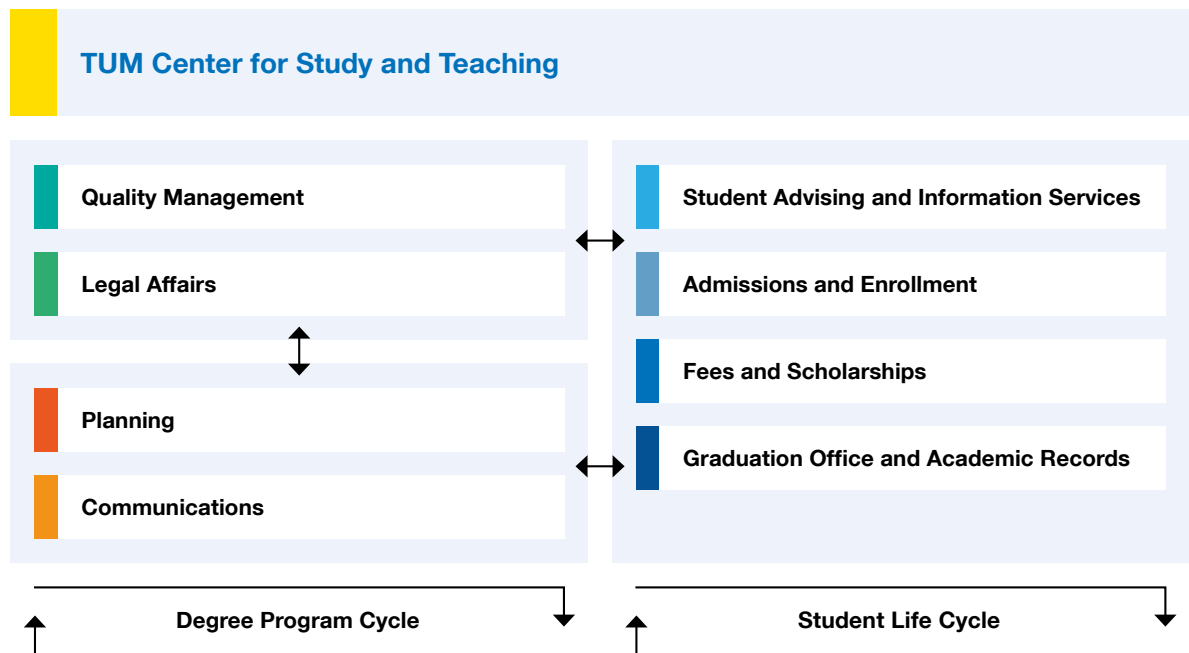 TUM Center for Study and Teaching
Quality Management
Legal Affairs
Planning
Communications
Student Advising and Information Services
Admissions and Enrollment
Fees and Scholarships
Graduation Office and Academic Records
Degree Program Cycle
Student Life Cycle